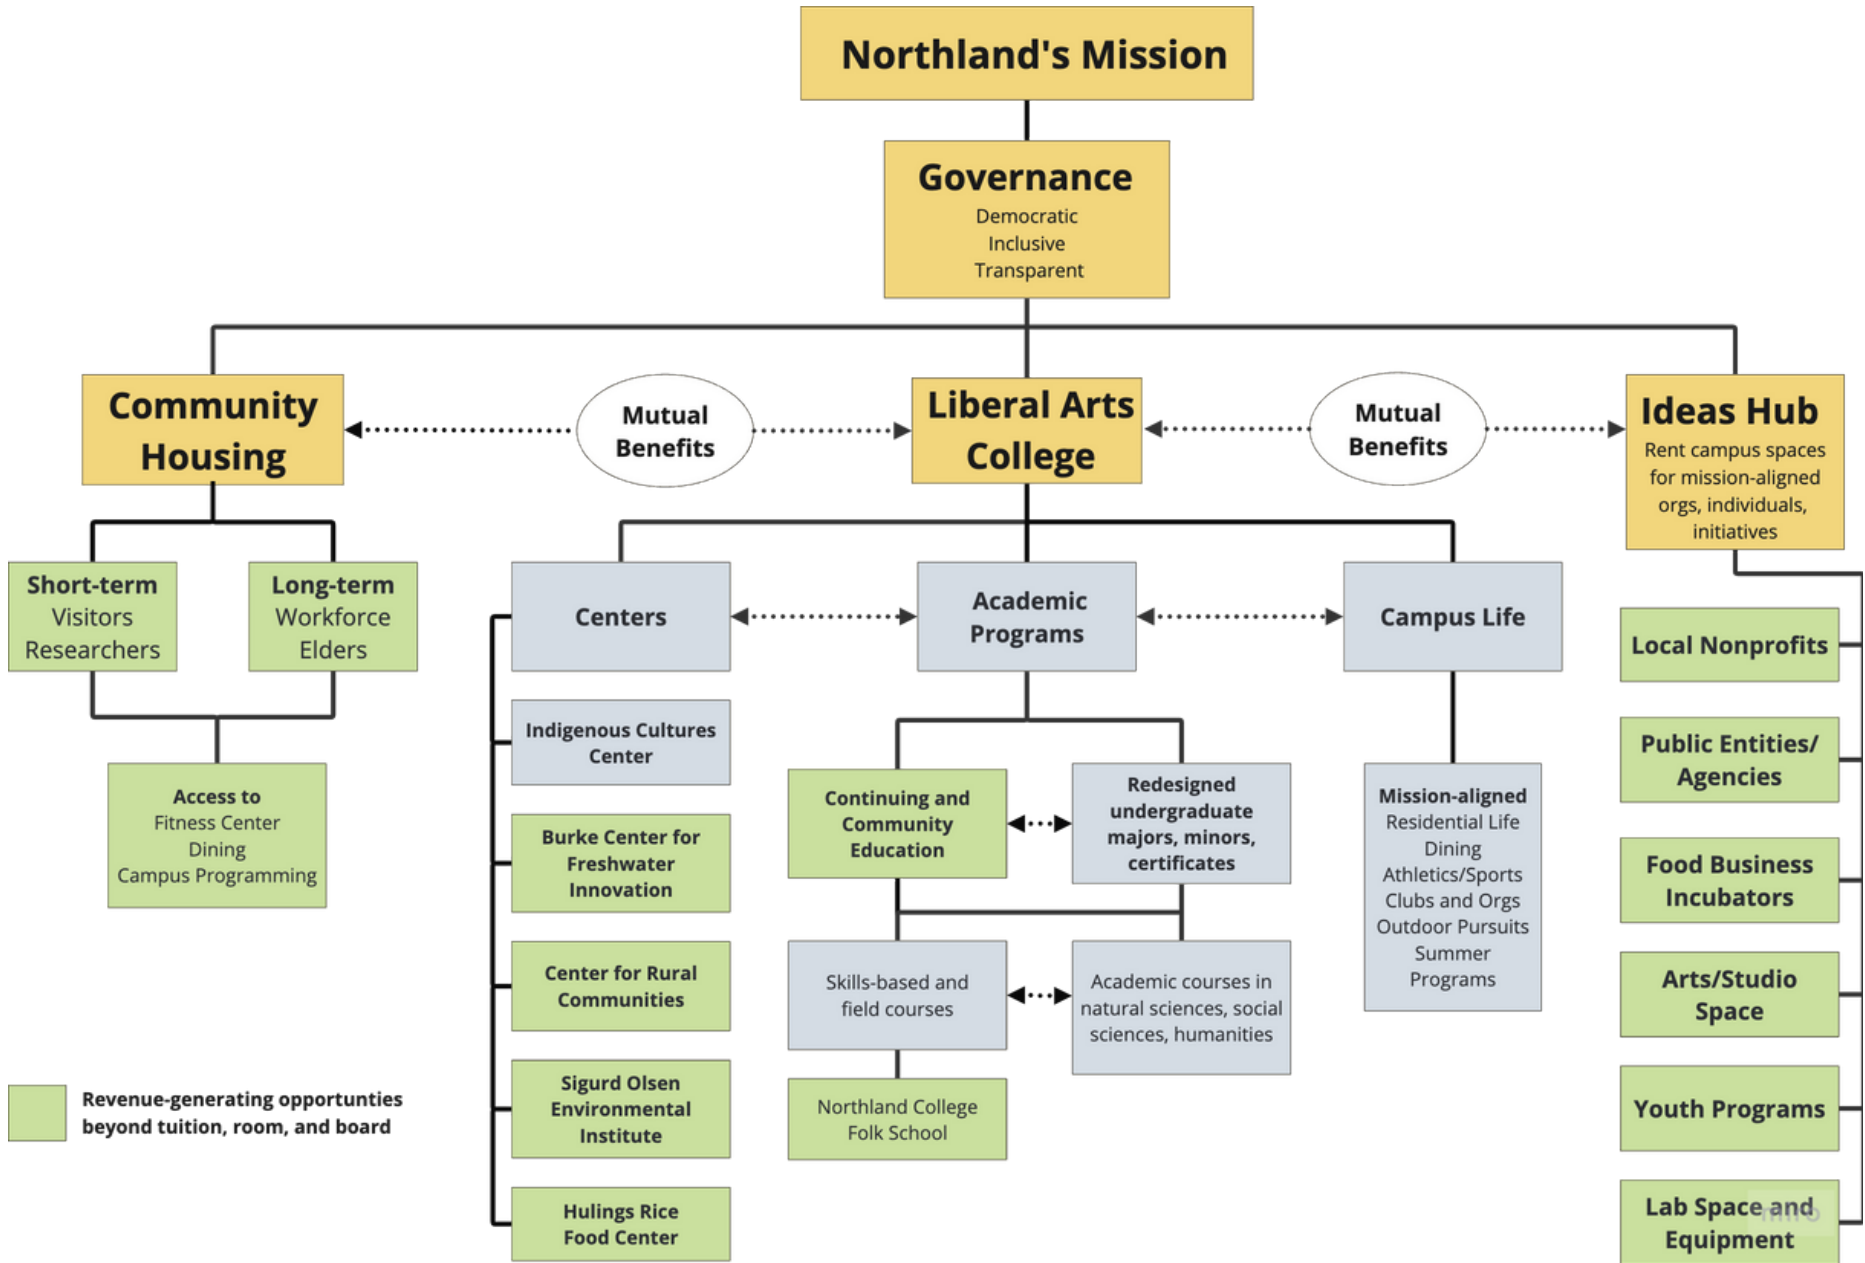 Northland's Mission
Governance
Democratic
Inclusive
Transparent
Community
Housing
Mutual
Benefits
Liberal Arts
College
Mutual
Benefits
Ideas Hub
Rent campus spaces
for mission-aligned
orgs, individuals,
initiatives
Short-term
Visitors
Researchers
Long-term
Workforce
Elders
Access to
Fitness Center
Dining
Campus Programming
Centers
Indigenous Cultures
Center
Burke Center for
Freshwater
Innovation
Center for Rural
Communities
Sigurd Olsen
Environmental
Institute
Hulings Rice
Food Center
Academic
Programs
Continuing and
Community
Education
Redesigned
undergraduate
majors, minors,
certificates
Skills-based and
field courses
Academic courses in
natural sciences, social
sciences, humanities
Northland College
Folk School
Campus Life
Mission-aligned
Residential Life
Dining
Athletics/Sports
Clubs and Orgs
Outdoor Pursuits
Summer
Programs
Local Nonprofits
Public Entities/
Agencies
Food Business
Incubators
Arts/Studio
Space
Youth Programs
Lab Space and
Equipment
miro
Revenue-generating opportunties
beyond tuition, room, and board